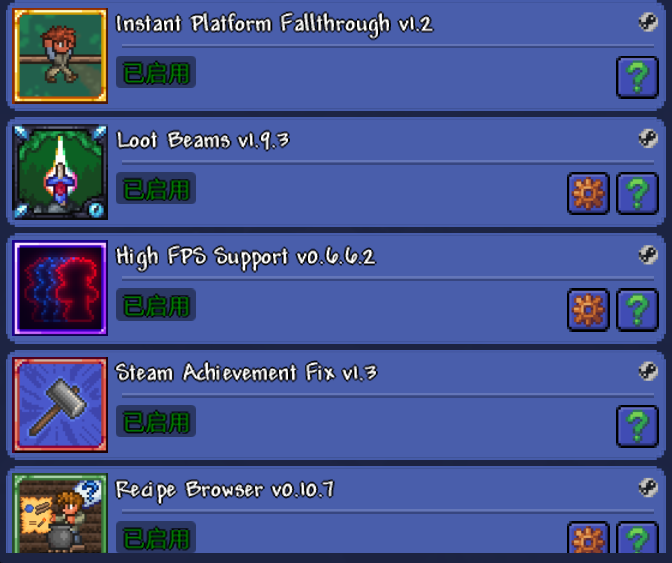 Instant Platform Fallthrough v1.2
已启用
Loot Beams v1.9.3
已启用
High FPS Support v0.6.6.2
已启用
Steam Achievement Fix v1.3
已启用
Recipe Browser v0.10.7
已启用